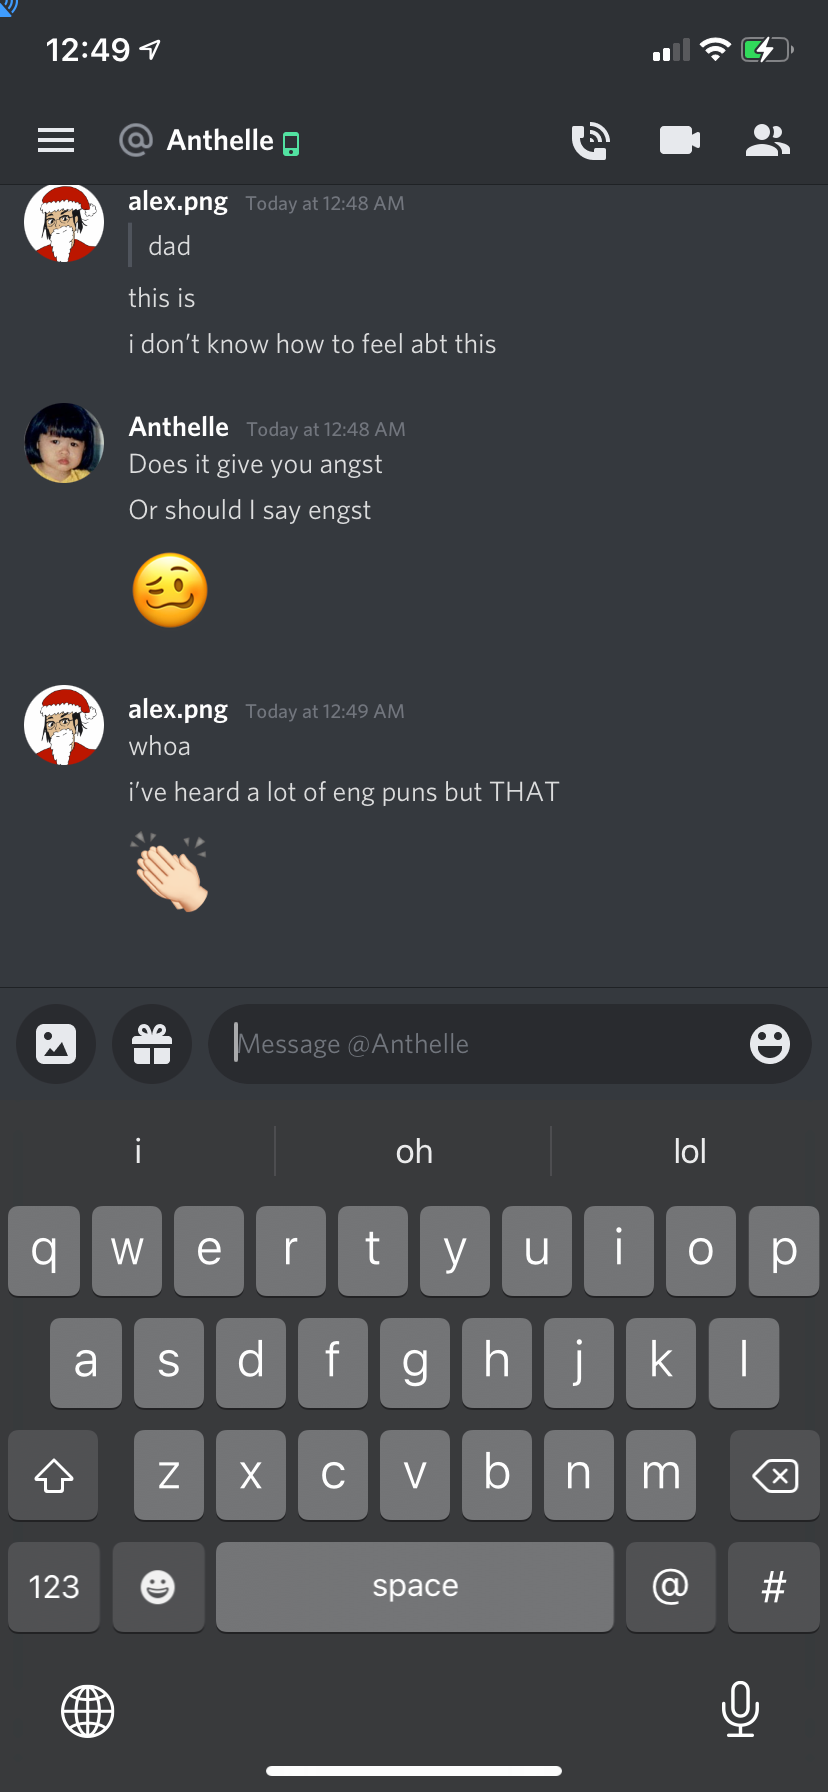 12:49
@ Anthelle
alex.png Today at 12:48 AM
dad
this is
i don’t know how to feel abt this
Anthelle Today at 12:48 AM
Does it give you angst
Or should I say engst
🥴
alex.png Today at 12:49 AM
whoa
i’ve heard a lot of eng puns but THAT
👏🏻
Message @Anthelle
i oh lol
q w e r t y u i o p
a s d f g h j k l
z x c v b n m
123 space @ #